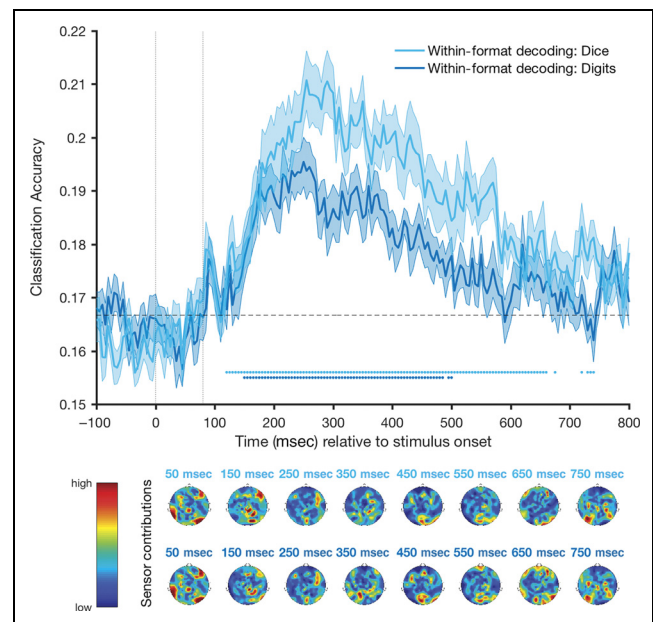 0.22
0.21
0.2
0.19
0.18
0.17
0.16
0.15
Classification Accuracy
Within-format decoding: Dice
Within-format decoding: Digits
−100 0 100 200 300 400 500 600 700 800
Time (msec) relative to stimulus onset
high
low
Sensor contributions
50 msec 150 msec 250 msec 350 msec 450 msec 550 msec 650 msec 750 msec
50 msec 150 msec 250 msec 350 msec 450 msec 550 msec 650 msec 750 msec